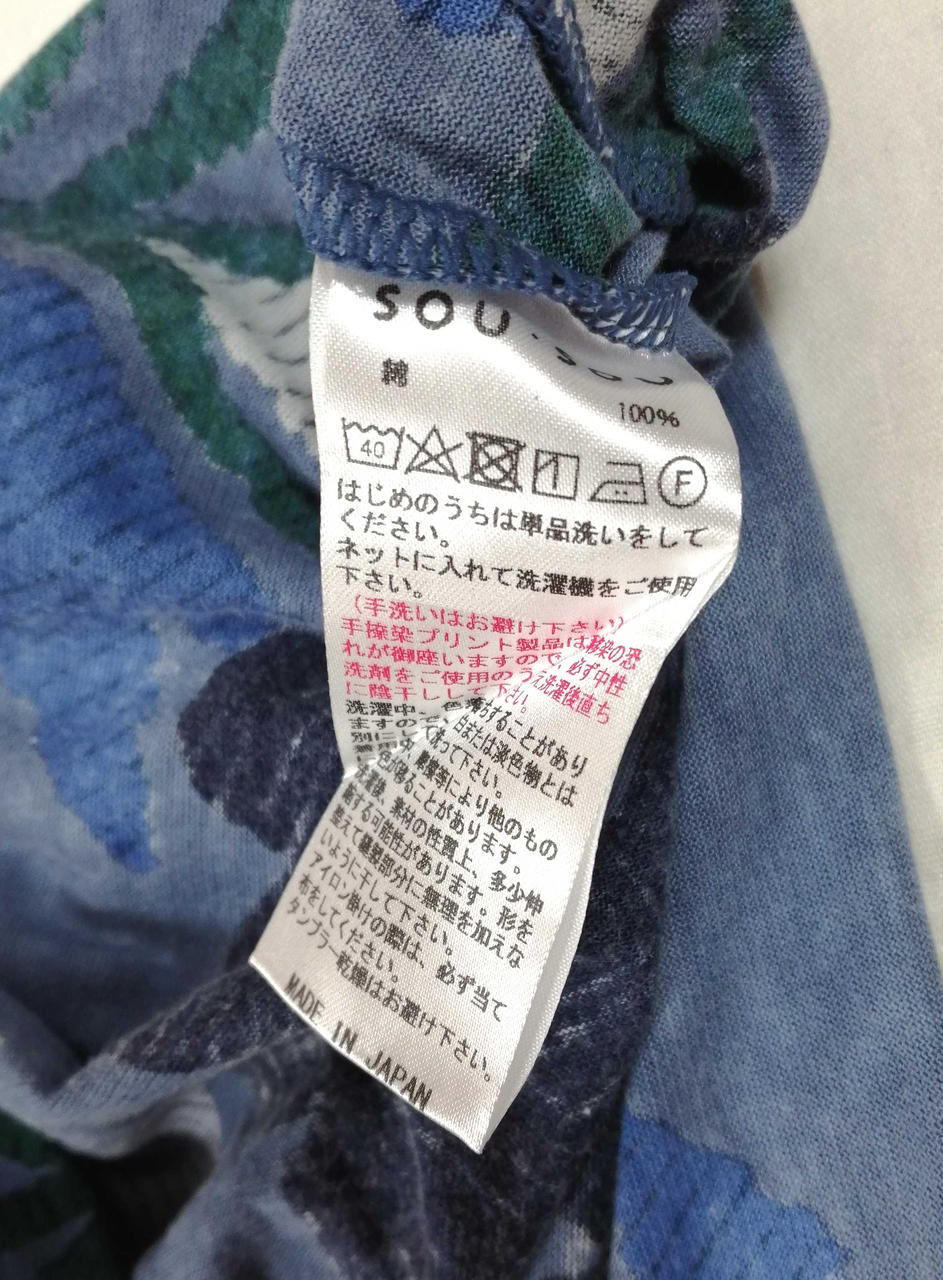 SOU・SOU
綿 100%
40 F
はじめのうちは単品洗いをして
ください。
ネットに入れて洗濯機をご使用
下さい。
(手洗いはお避け下さい)
手捺染プリント製品は移染の恐
れが御座いますので、必ず中性
洗剤をご使用のうえ洗濯後直ち
に陰干しして下さい。
洗濯中、色落ちすることがあり
ますので、白または淡色物とは
別にして洗って下さい。
着用中、摩擦等により他のもの
に色が移ることがあります。
洗濯後、素材の性質上、多少伸
縮する可能性があります。形を
整えて縫製部分に無理を加えな
いように干して下さい。
アイロン掛けの際は、必ず当て
布をしてください。
タンブラー乾燥はお避け下さい。
MADE IN JAPAN